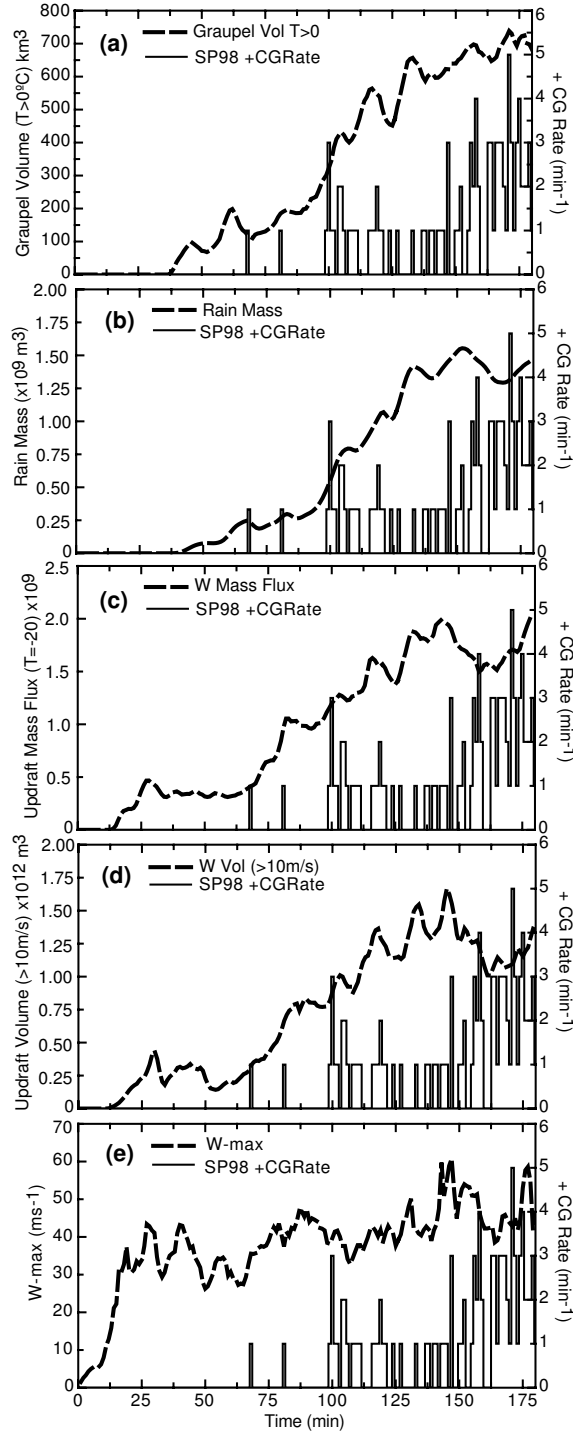 (a)
Graupel Vol T>0
SP98 +CGRate
Graupel Volume (T>0ºC) km3
800
700
600
500
400
300
200
100
0
6
5
4
3
2
1
0
+ CG Rate (min-1)
(b)
Rain Mass
SP98 +CGRate
Rain Mass (x109 m3)
2.00
1.75
1.50
1.25
1.00
0.75
0.50
0.25
0
6
5
4
3
2
1
0
+ CG Rate (min-1)
(c)
W Mass Flux
SP98 +CGRate
Updraft Mass Flux (T=-20) x109
2.5
2.0
1.5
1.0
0.5
0
6
5
4
3
2
1
0
+ CG Rate (min-1)
(d)
W Vol (>10m/s)
SP98 +CGRate
Updraft Volume (>10m/s) x1012 m3
2.00
1.75
1.50
1.25
1.00
0.75
0.50
0.25
0
6
5
4
3
2
1
0
+ CG Rate (min-1)
(e)
W-max
SP98 +CGRate
W-max (ms-1)
70
60
50
40
30
20
10
0
6
5
4
3
2
1
0
+ CG Rate (min-1)
0 25 50 75 100 125 150 175
Time (min)